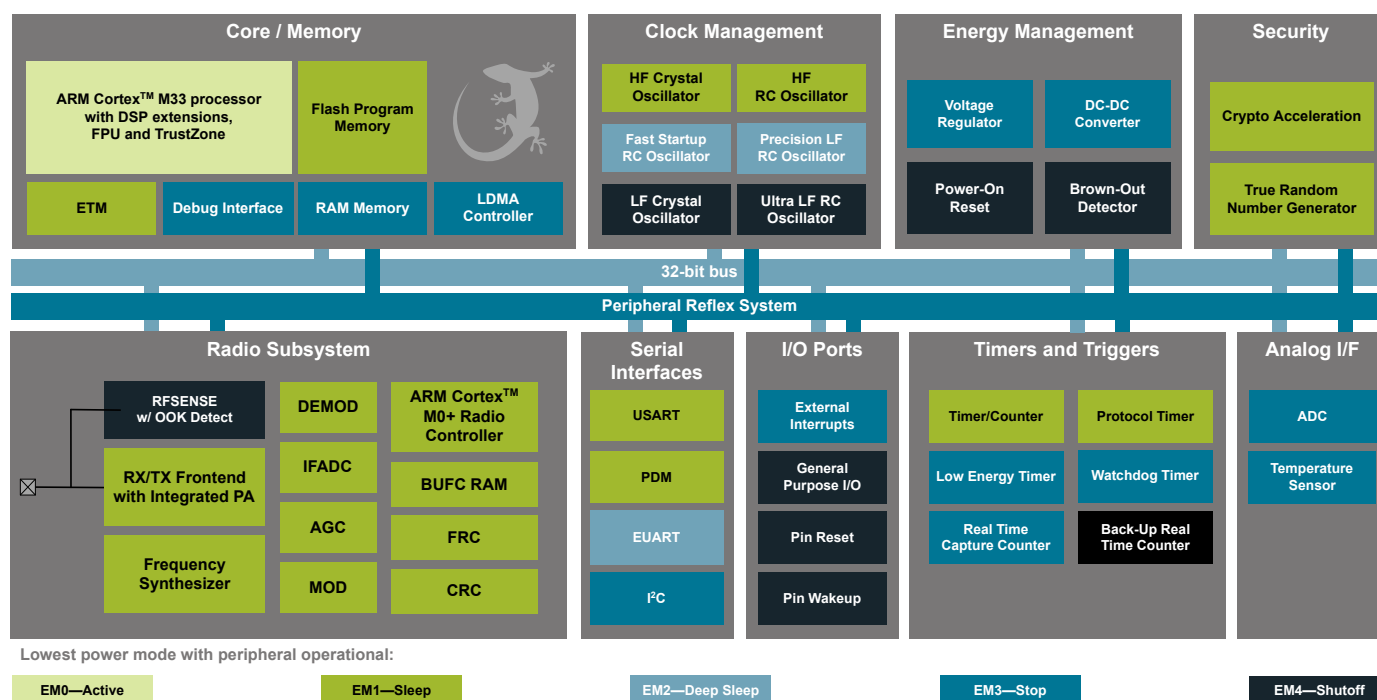 Core / Memory
ARM Cortex™ M33 processor
with DSP extensions,
FPU and TrustZone
Flash Program
Memory
ETM
Debug Interface
RAM Memory
LDMA
Controller
Clock Management
HF Crystal
Oscillator
HF
RC Oscillator
Fast Startup
RC Oscillator
Precision LF
RC Oscillator
LF Crystal
Oscillator
Ultra LF RC
Oscillator
Energy Management
Voltage
Regulator
DC-DC
Converter
Power-On
Reset
Brown-Out
Detector
Security
Crypto Acceleration
True Random
Number Generator
32-bit bus
Peripheral Reflex System
Radio Subsystem
RFSENSE
w/ OOK Detect
RX/TX Frontend
with Integrated PA
Frequency
Synthesizer
DEMOD
IFADC
AGC
MOD
ARM Cortex™
M0+ Radio
Controller
BUFC RAM
FRC
CRC
Serial
Interfaces
USART
PDM
EUART
I²C
I/O Ports
External
Interrupts
General
Purpose I/O
Pin Reset
Pin Wakeup
Timers and Triggers
Timer/Counter
Protocol Timer
Low Energy Timer
Watchdog Timer
Real Time
Capture Counter
Back-Up Real
Time Counter
Analog I/F
ADC
Temperature
Sensor
Lowest power mode with peripheral operational:
EM0—Active
EM1—Sleep
EM2—Deep Sleep
EM3—Stop
EM4—Shutoff